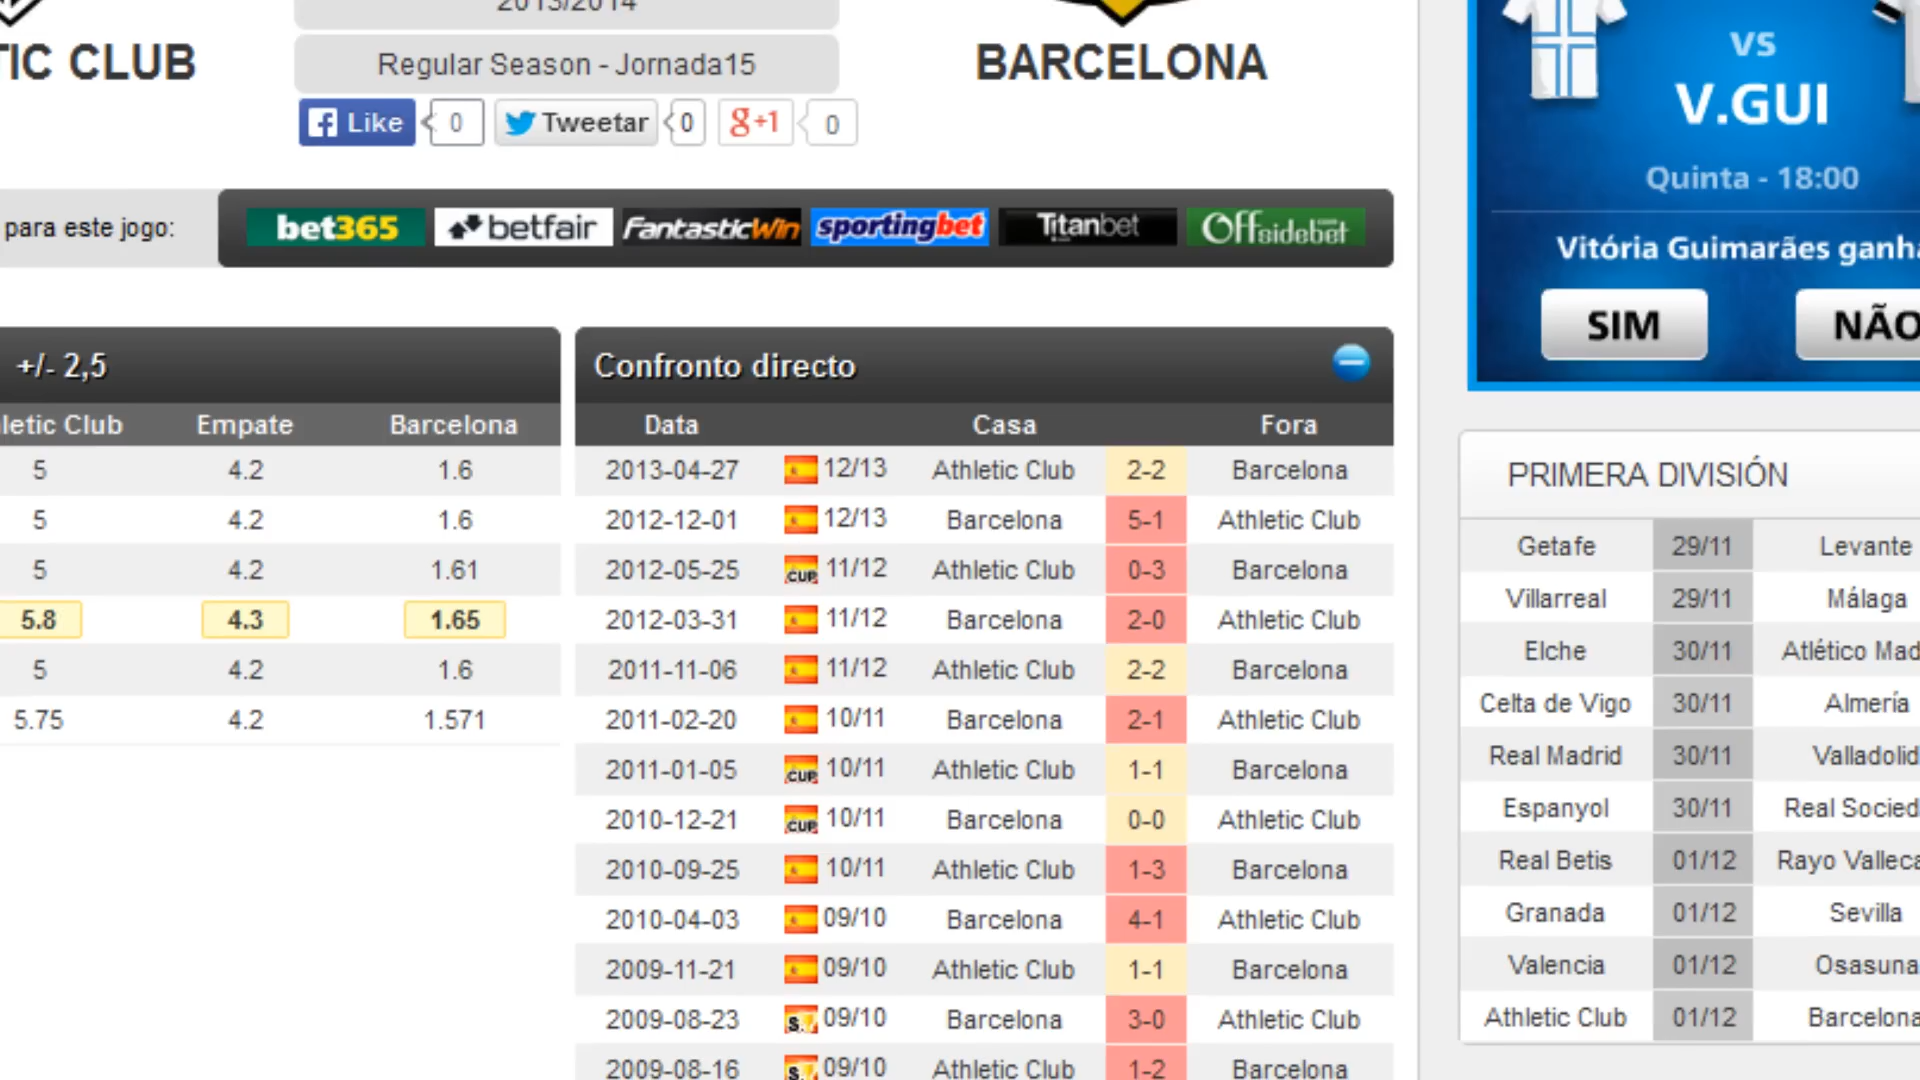 2013/2014
TIC CLUB
Regular Season - Jornada15
BARCELONA
Like 0 Tweetar 0 g+1 0
para este jogo:
bet365 betfair FantasticWin sportingbet Titanbet Offsidebet
VS
V.GUI
Quinta - 18:00
Vitória Guimarães ganha
SIM NÃO
+/- 2,5
letic Club Empate Barcelona
5 4.2 1.6
5 4.2 1.6
5 4.2 1.61
5.8 4.3 1.65
5 4.2 1.6
5.75 4.2 1.571
Confronto directo
Data Casa Fora
2013-04-27 12/13 Athletic Club 2-2 Barcelona
2012-12-01 12/13 Barcelona 5-1 Athletic Club
2012-05-25 CUP 11/12 Athletic Club 0-3 Barcelona
2012-03-31 11/12 Barcelona 2-0 Athletic Club
2011-11-06 11/12 Athletic Club 2-2 Barcelona
2011-02-20 10/11 Barcelona 2-1 Athletic Club
2011-01-05 CUP 10/11 Athletic Club 1-1 Barcelona
2010-12-21 CUP 10/11 Barcelona 0-0 Athletic Club
2010-09-25 10/11 Athletic Club 1-3 Barcelona
2010-04-03 09/10 Barcelona 4-1 Athletic Club
2009-11-21 09/10 Athletic Club 1-1 Barcelona
2009-08-23 S. 09/10 Barcelona 3-0 Athletic Club
2009-08-16 S. 09/10 Athletic Club 1-2 Barcelona
PRIMERA DIVISIÓN
Getafe 29/11 Levante
Villarreal 29/11 Málaga
Elche 30/11 Atlético Mad
Celta de Vigo 30/11 Almería
Real Madrid 30/11 Valladolid
Espanyol 30/11 Real Socied
Real Betis 01/12 Rayo Valleca
Granada 01/12 Sevilla
Valencia 01/12 Osasuna
Athletic Club 01/12 Barcelona